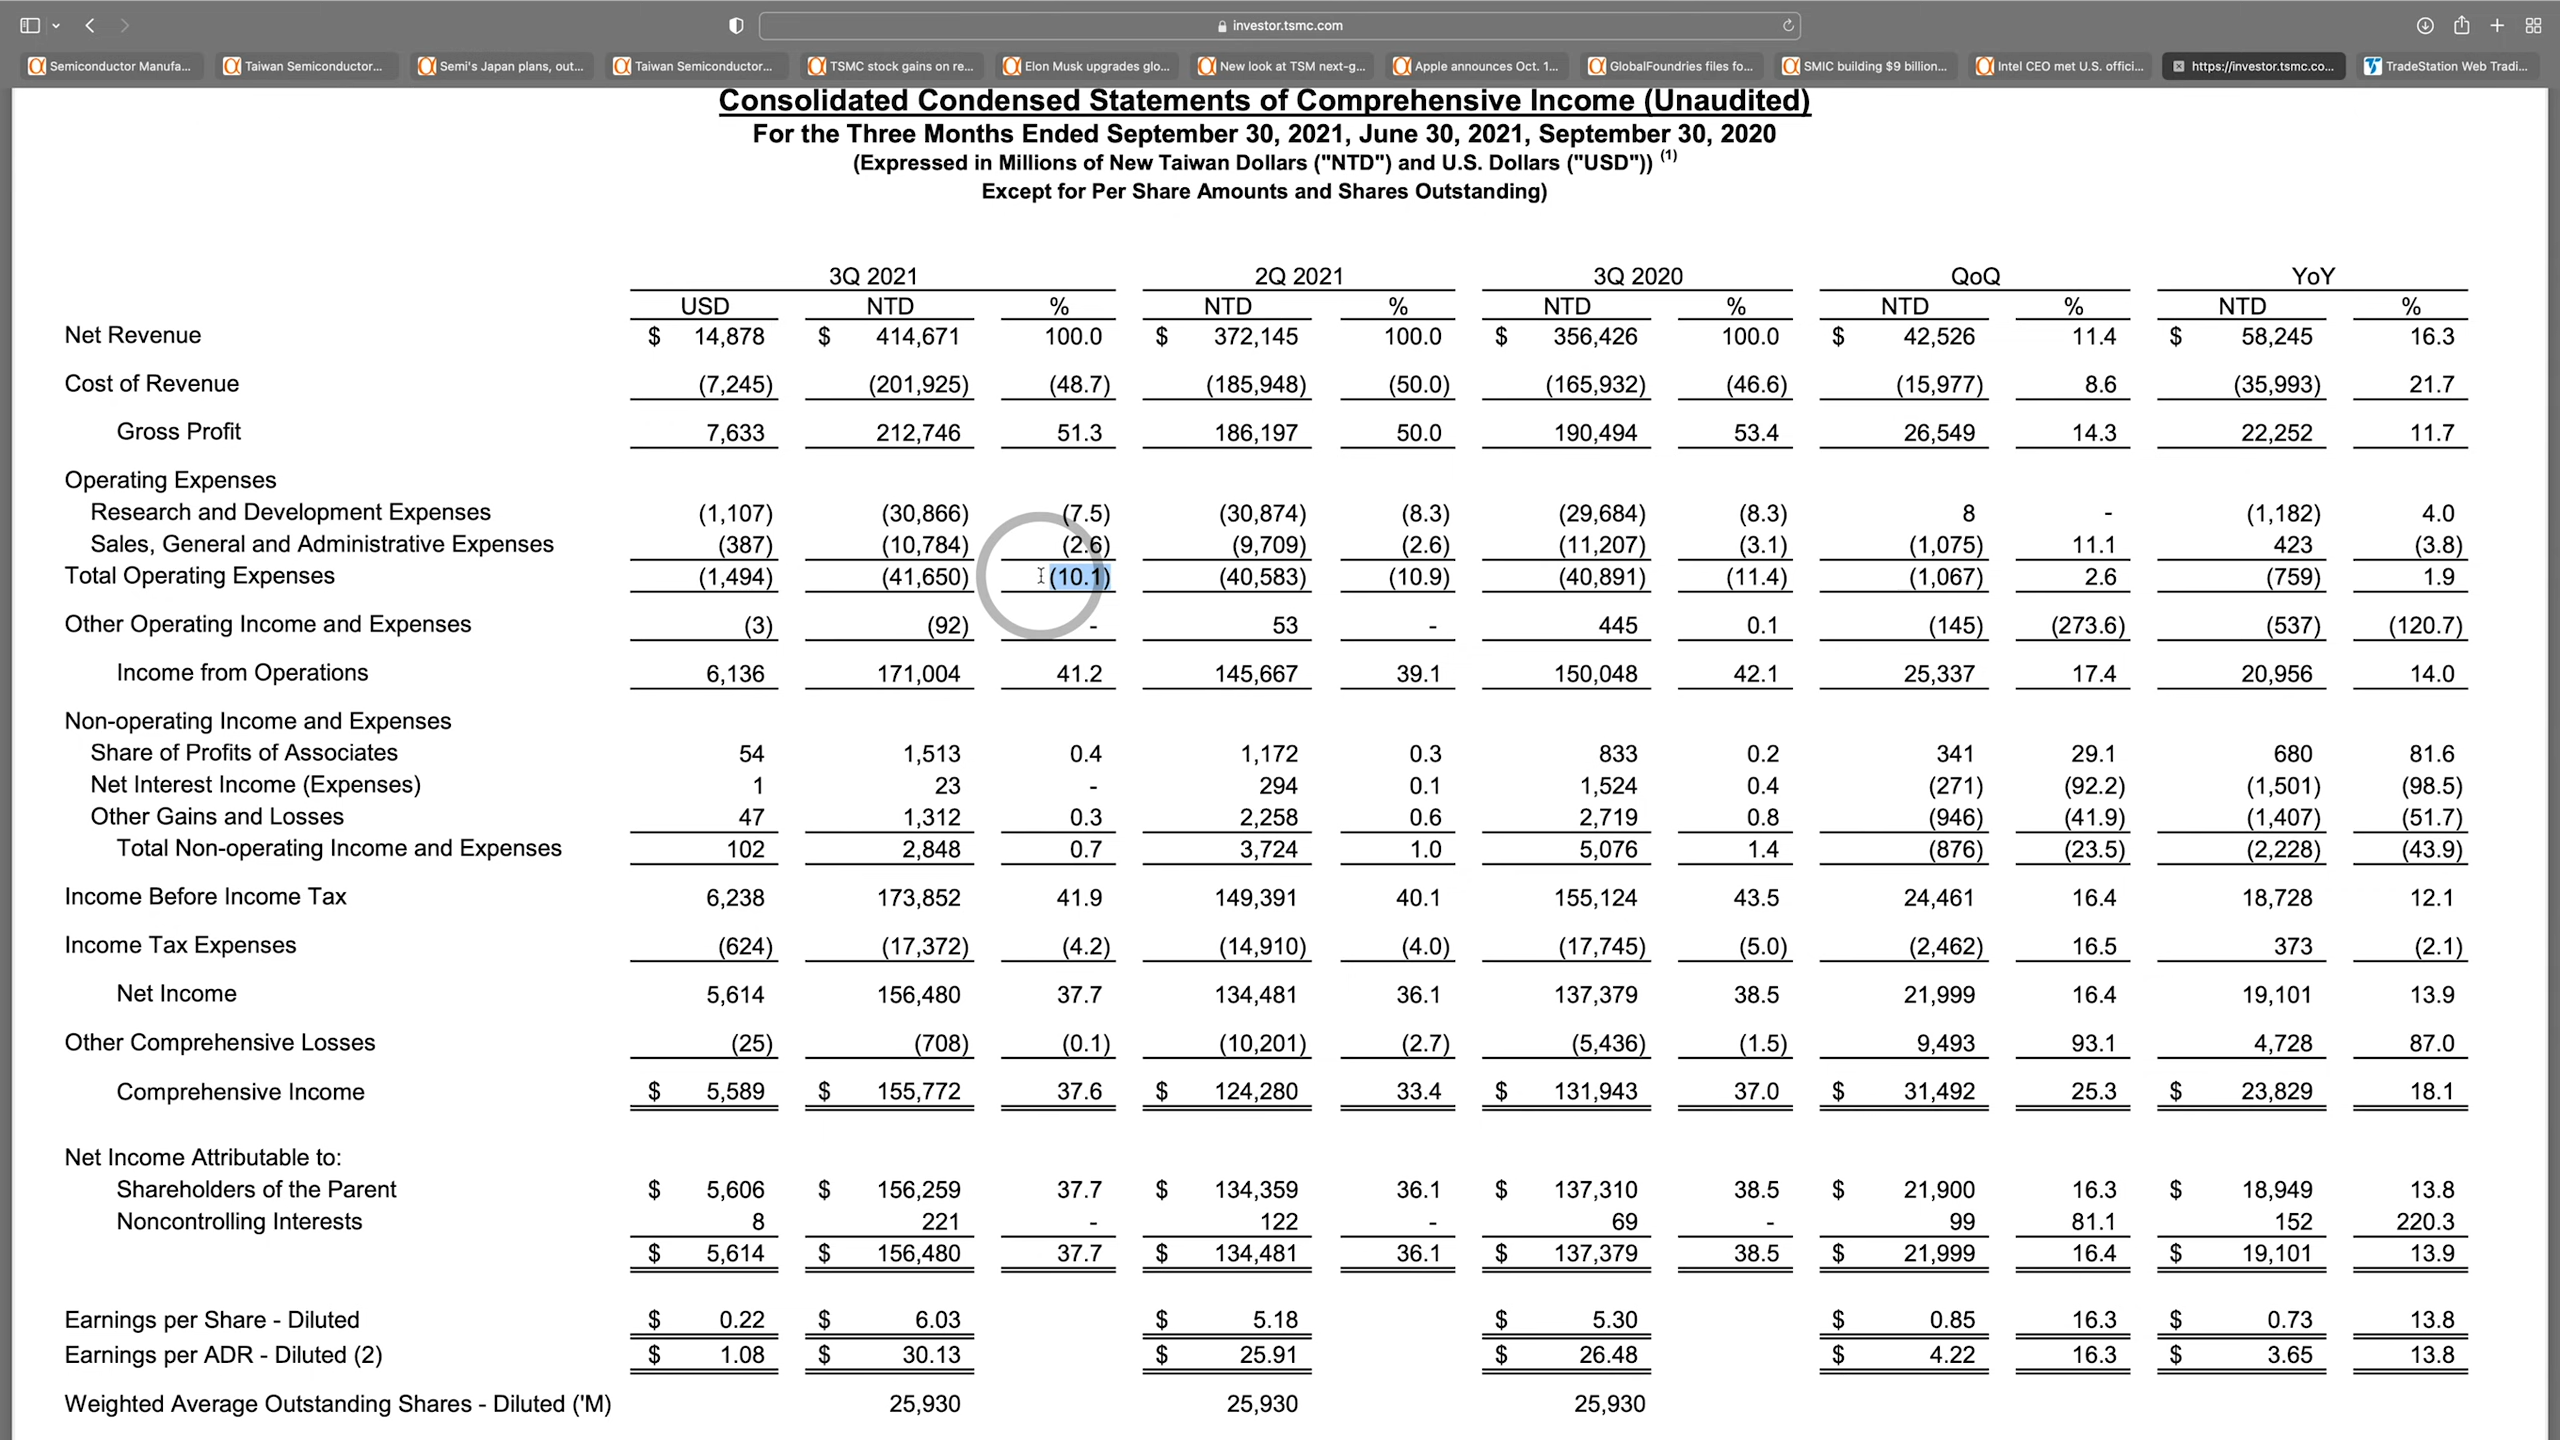 investor.tsmc.com
Semiconductor Manufa... Taiwan Semiconductor... Semi's Japan plans, out... Taiwan Semiconductor... TSMC stock gains on re... Elon Musk upgrades glo... New look at TSM next-g... Apple announces Oct. 1... GlobalFoundries files fo... SMIC building $9 billion... Intel CEO met U.S. offici... https://investor.tsmc.co... TradeStation Web Tradi...
Consolidated Condensed Statements of Comprehensive Income (Unaudited)
For the Three Months Ended September 30, 2021, June 30, 2021, September 30, 2020
(Expressed in Millions of New Taiwan Dollars ("NTD") and U.S. Dollars ("USD")) (1)
Except for Per Share Amounts and Shares Outstanding)
3Q 2021 2Q 2021 3Q 2020 QoQ YoY
USD NTD % NTD % NTD % NTD % NTD %
Net Revenue $ 14,878 $ 414,671 100.0 $ 372,145 100.0 $ 356,426 100.0 $ 42,526 11.4 $ 58,245 16.3
Cost of Revenue (7,245) (201,925) (48.7) (185,948) (50.0) (165,932) (46.6) (15,977) 8.6 (35,993) 21.7
Gross Profit 7,633 212,746 51.3 186,197 50.0 190,494 53.4 26,549 14.3 22,252 11.7
Operating Expenses
Research and Development Expenses (1,107) (30,866) (7.5) (30,874) (8.3) (29,684) (8.3) 8 - (1,182) 4.0
Sales, General and Administrative Expenses (387) (10,784) (2.6) (9,709) (2.6) (11,207) (3.1) (1,075) 11.1 423 (3.8)
Total Operating Expenses (1,494) (41,650) (10.1) (40,583) (10.9) (40,891) (11.4) (1,067) 2.6 (759) 1.9
Other Operating Income and Expenses (3) (92) - 53 - 445 0.1 (145) (273.6) (537) (120.7)
Income from Operations 6,136 171,004 41.2 145,667 39.1 150,048 42.1 25,337 17.4 20,956 14.0
Non-operating Income and Expenses
Share of Profits of Associates 54 1,513 0.4 1,172 0.3 833 0.2 341 29.1 680 81.6
Net Interest Income (Expenses) 1 23 - 294 0.1 1,524 0.4 (271) (92.2) (1,501) (98.5)
Other Gains and Losses 47 1,312 0.3 2,258 0.6 2,719 0.8 (946) (41.9) (1,407) (51.7)
Total Non-operating Income and Expenses 102 2,848 0.7 3,724 1.0 5,076 1.4 (876) (23.5) (2,228) (43.9)
Income Before Income Tax 6,238 173,852 41.9 149,391 40.1 155,124 43.5 24,461 16.4 18,728 12.1
Income Tax Expenses (624) (17,372) (4.2) (14,910) (4.0) (17,745) (5.0) (2,462) 16.5 373 (2.1)
Net Income 5,614 156,480 37.7 134,481 36.1 137,379 38.5 21,999 16.4 19,101 13.9
Other Comprehensive Losses (25) (708) (0.1) (10,201) (2.7) (5,436) (1.5) 9,493 93.1 4,728 87.0
Comprehensive Income $ 5,589 $ 155,772 37.6 $ 124,280 33.4 $ 131,943 37.0 $ 31,492 25.3 $ 23,829 18.1
Net Income Attributable to:
Shareholders of the Parent $ 5,606 $ 156,259 37.7 $ 134,359 36.1 $ 137,310 38.5 $ 21,900 16.3 $ 18,949 13.8
Noncontrolling Interests 8 221 - 122 - 69 - 99 81.1 152 220.3
$ 5,614 $ 156,480 37.7 $ 134,481 36.1 $ 137,379 38.5 $ 21,999 16.4 $ 19,101 13.9
Earnings per Share - Diluted $ 0.22 $ 6.03 $ 5.18 $ 5.30 $ 0.85 16.3 $ 0.73 13.8
Earnings per ADR - Diluted (2) $ 1.08 $ 30.13 $ 25.91 $ 26.48 $ 4.22 16.3 $ 3.65 13.8
Weighted Average Outstanding Shares - Diluted ('M) 25,930 25,930 25,930